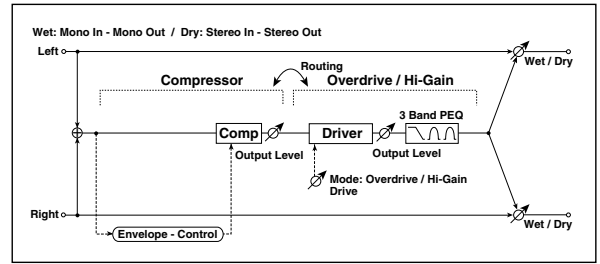 Wet: Mono In - Mono Out / Dry: Stereo In - Stereo Out
Left
Wet / Dry
Routing
Compressor
Overdrive / Hi-Gain
3 Band PEQ
Comp
Driver
Output Level
Output Level
Mode: Overdrive / Hi-Gain
Drive
Right
Wet / Dry
Envelope - Control